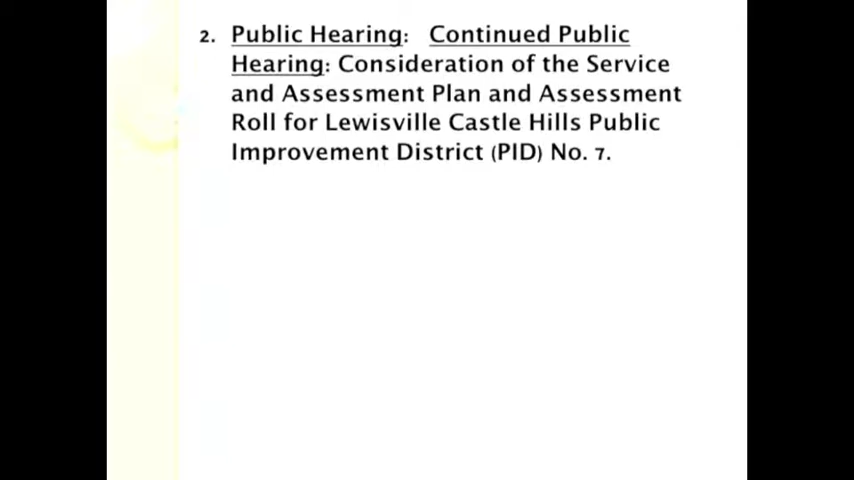 2. Public Hearing: Continued Public
Hearing: Consideration of the Service
and Assessment Plan and Assessment
Roll for Lewisville Castle Hills Public
Improvement District (PID) No. 7.